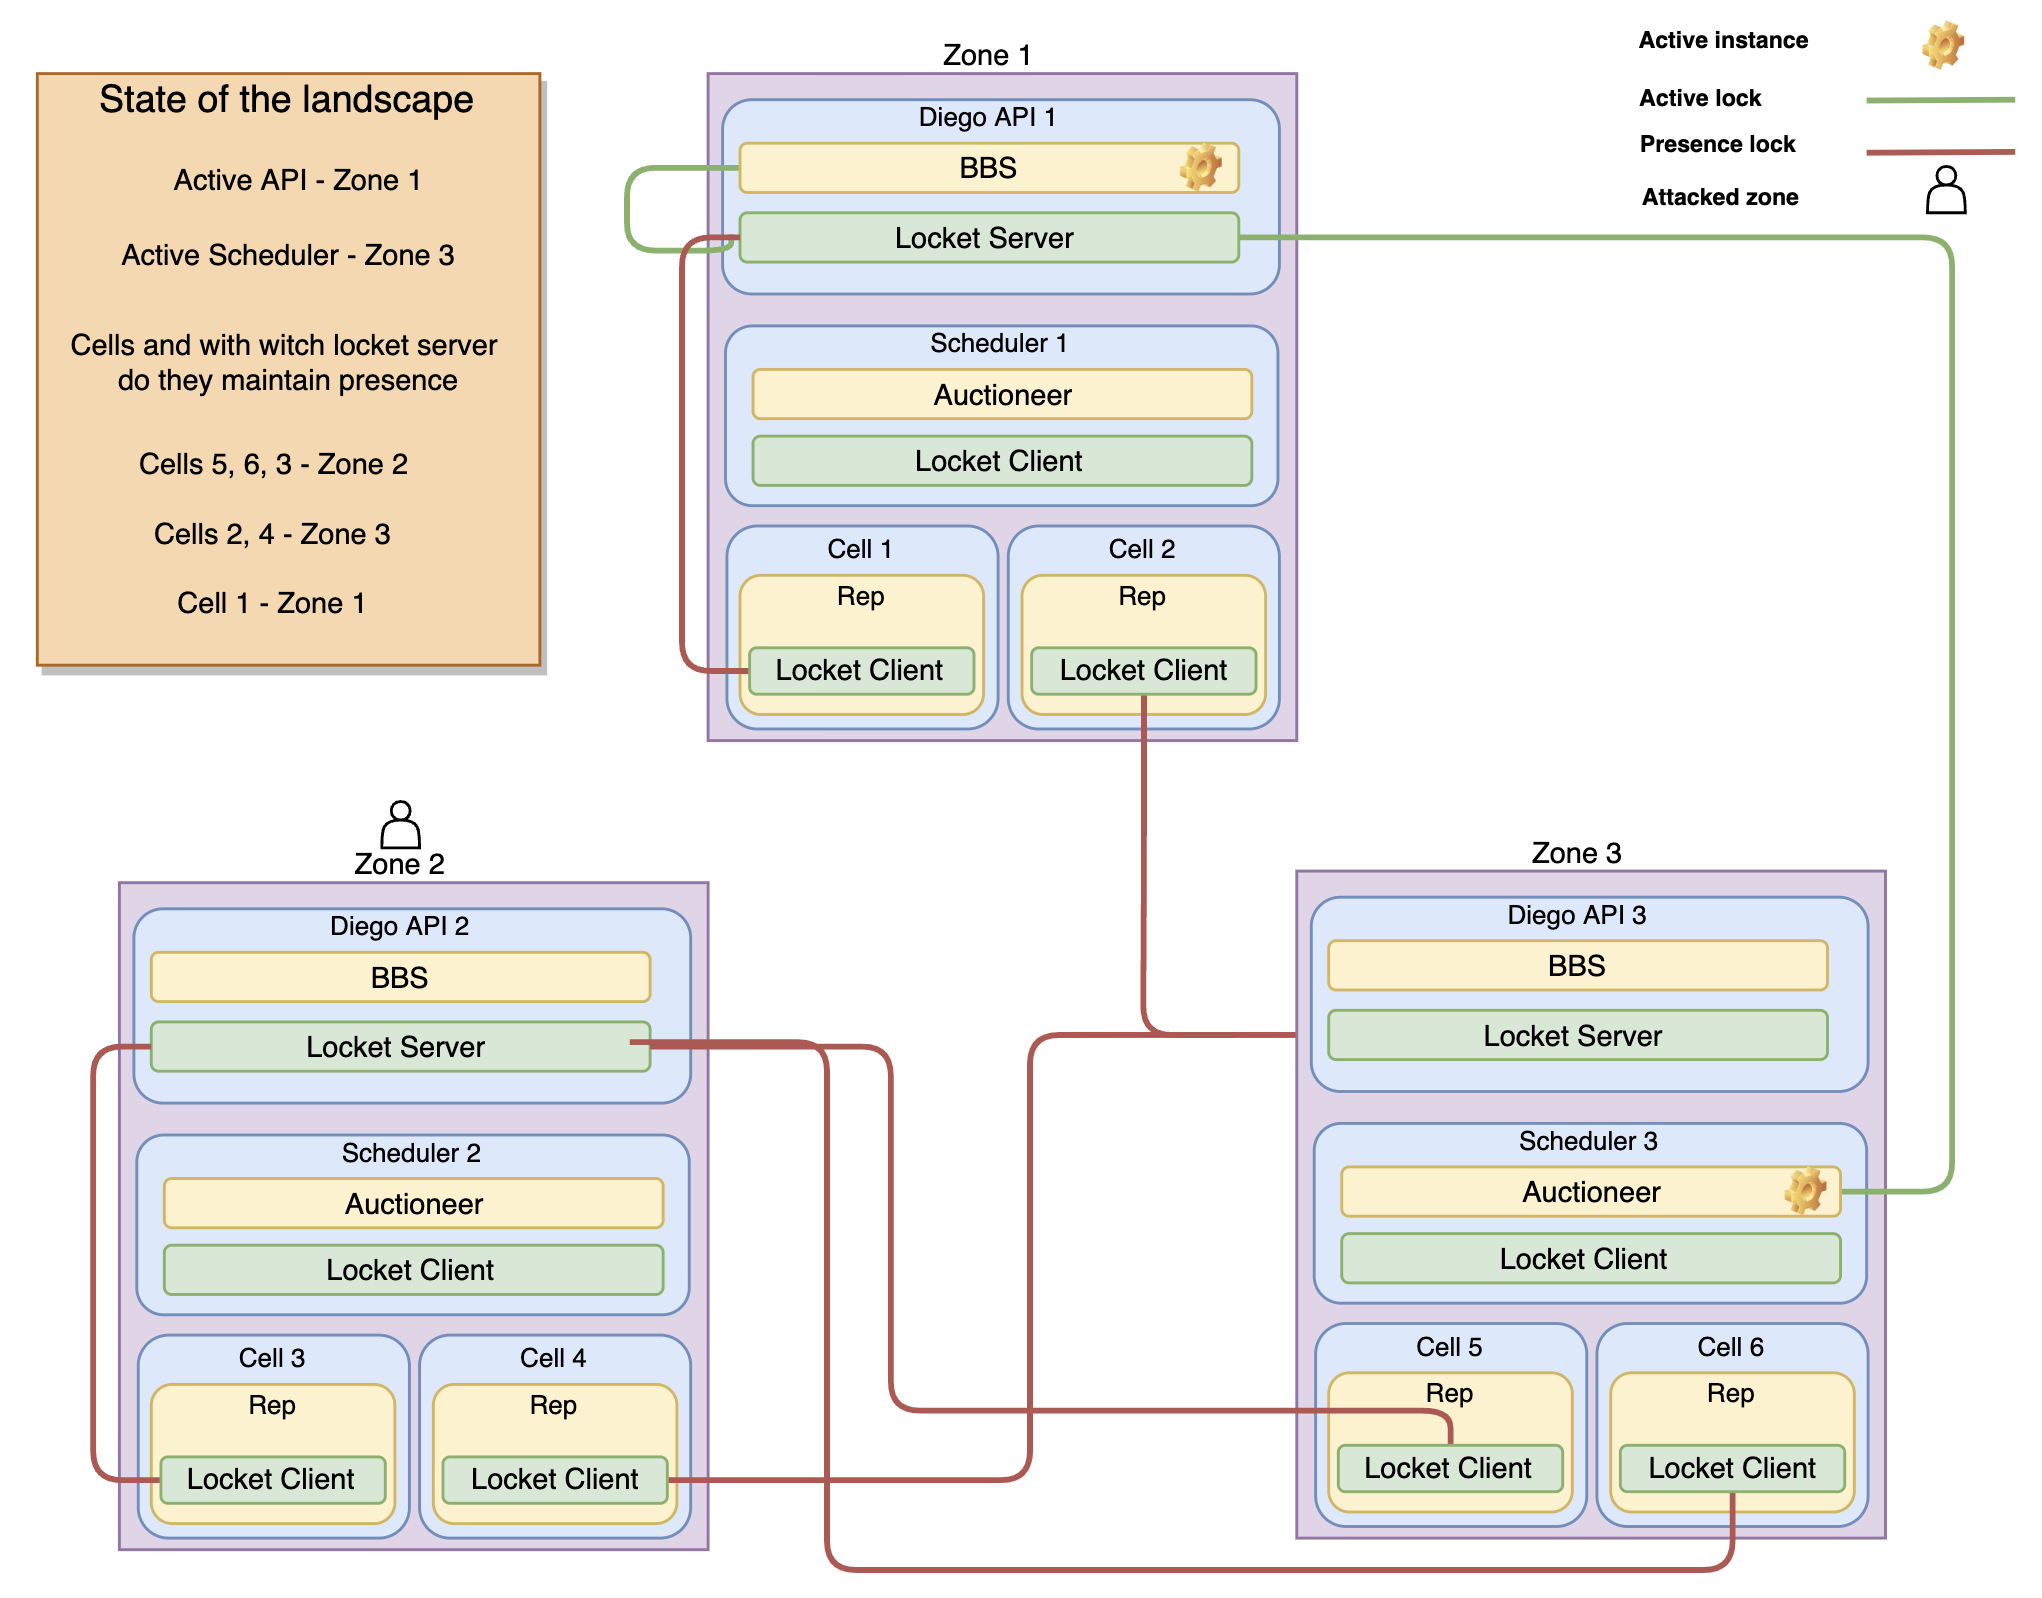 State of the landscape
Active API - Zone 1
Active Scheduler - Zone 3
Cells and with witch locket server
do they maintain presence
Cells 5, 6, 3 - Zone 2
Cells 2, 4 - Zone 3
Cell 1 - Zone 1
Active instance
Active lock
Presence lock
Attacked zone
Zone 1
Diego API 1
BBS
Locket Server
Scheduler 1
Auctioneer
Locket Client
Cell 1
Rep
Locket Client
Cell 2
Rep
Locket Client
Zone 2
Diego API 2
BBS
Locket Server
Scheduler 2
Auctioneer
Locket Client
Cell 3
Rep
Locket Client
Cell 4
Rep
Locket Client
Zone 3
Diego API 3
BBS
Locket Server
Scheduler 3
Auctioneer
Locket Client
Cell 5
Rep
Locket Client
Cell 6
Rep
Locket Client